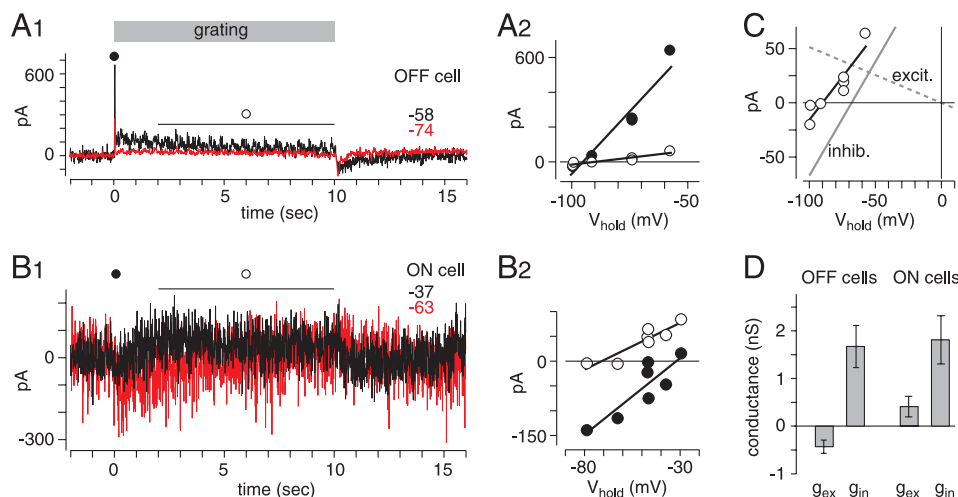 A1
grating
OFF cell
-58
-74
600
0
pA
0
5
10
15
time (sec)
A2
600
0
pA
-100
-50
Vhold (mV)
C
50
0
-50
pA
excit.
inhib.
-100
-50
0
Vhold (mV)
B1
ON cell
-37
-63
0
-300
pA
0
5
10
15
time (sec)
B2
0
-150
pA
-80
-30
Vhold (mV)
D
OFF cells ON cells
2
1
0
-1
conductance (nS)
gex gin gex gin